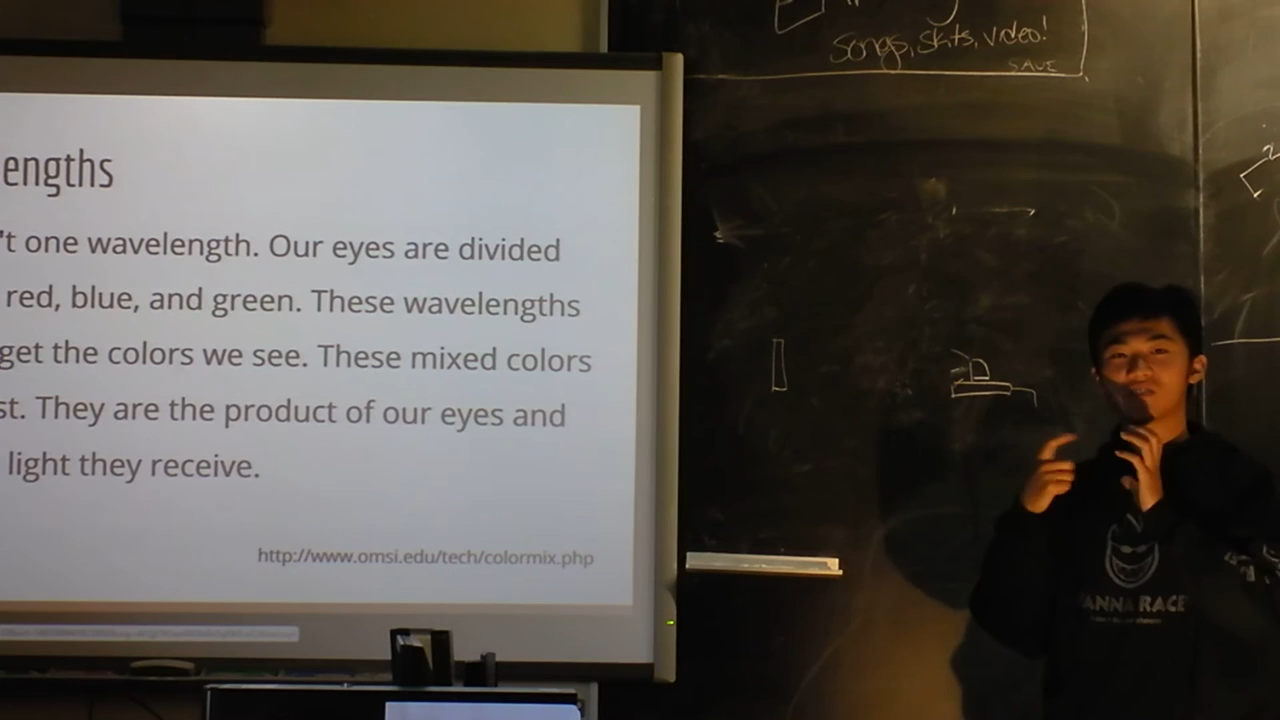 Songs, skits, video!
SAVE
engths
't one wavelength. Our eyes are divided
red, blue, and green. These wavelengths
get the colors we see. These mixed colors
st. They are the product of our eyes and
light they receive.
http://www.omsi.edu/tech/colormix.php
ANNA RACE